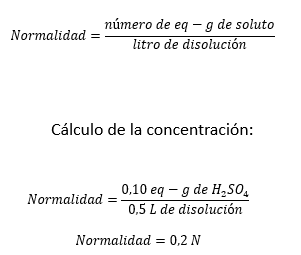 Normalidad = número de eq − g de soluto / litro de disolución
Cálculo de la concentración:
Normalidad = 0,10 eq − g de H₂SO₄ / 0,5 L de disolución
Normalidad = 0,2 N